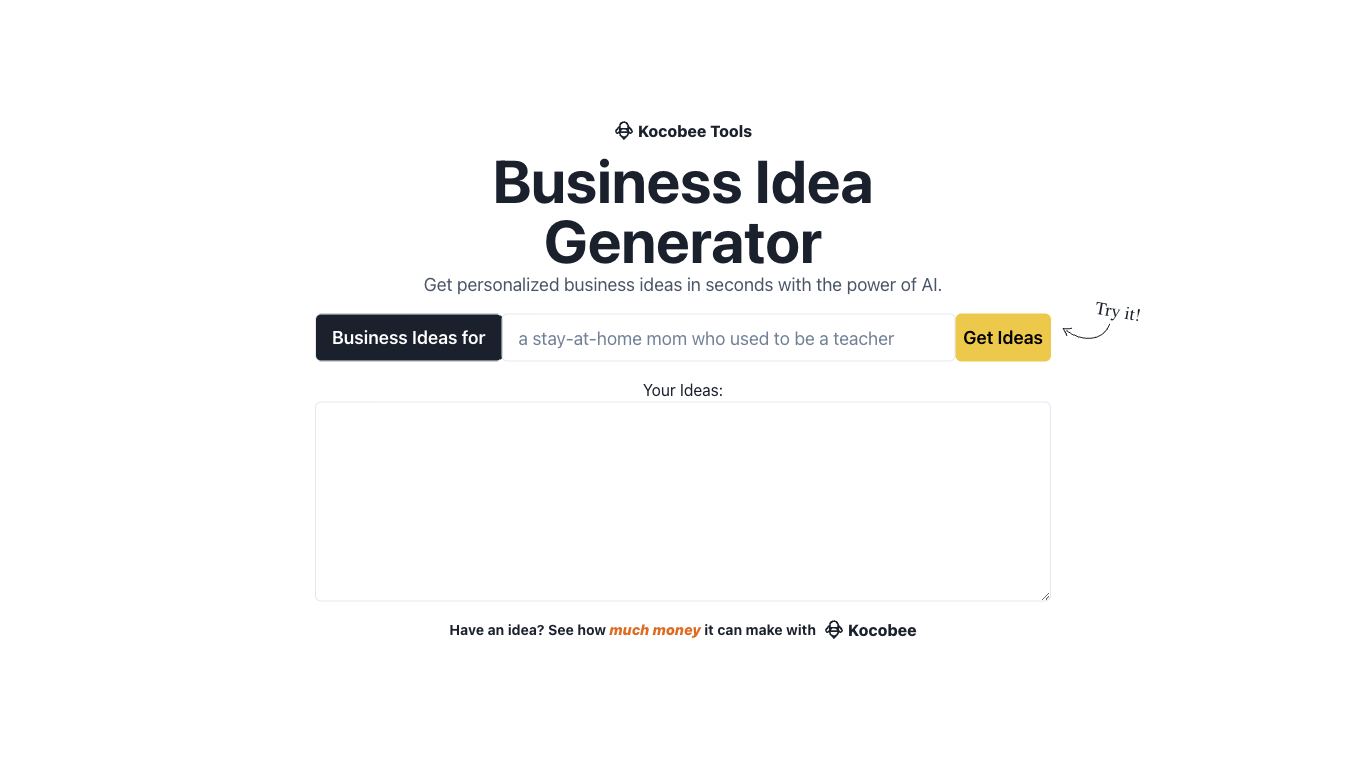 Kocobee Tools
Business Idea
Generator
Get personalized business ideas in seconds with the power of AI.
Try it!
Business Ideas for
a stay-at-home mom who used to be a teacher
Get Ideas
Your Ideas:
Have an idea? See how much money it can make with Kocobee